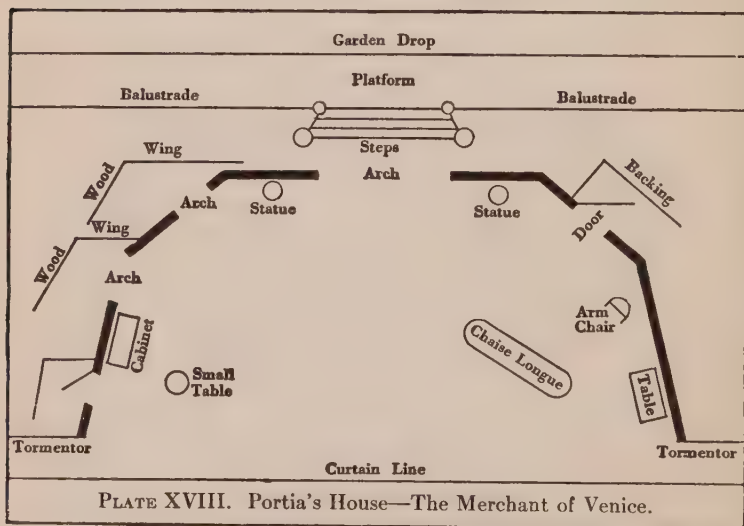 Garden Drop
Platform
Balustrade
Balustrade
Steps
Wing
Wood
Arch
Statue
Arch
Statue
Door
Backing
Wing
Wood
Arch
Cabinet
Small
Table
Chaise Longue
Arm
Chair
Table
Tormentor
Tormentor
Curtain Line
PLATE XVIII. Portia's House—The Merchant of Venice.